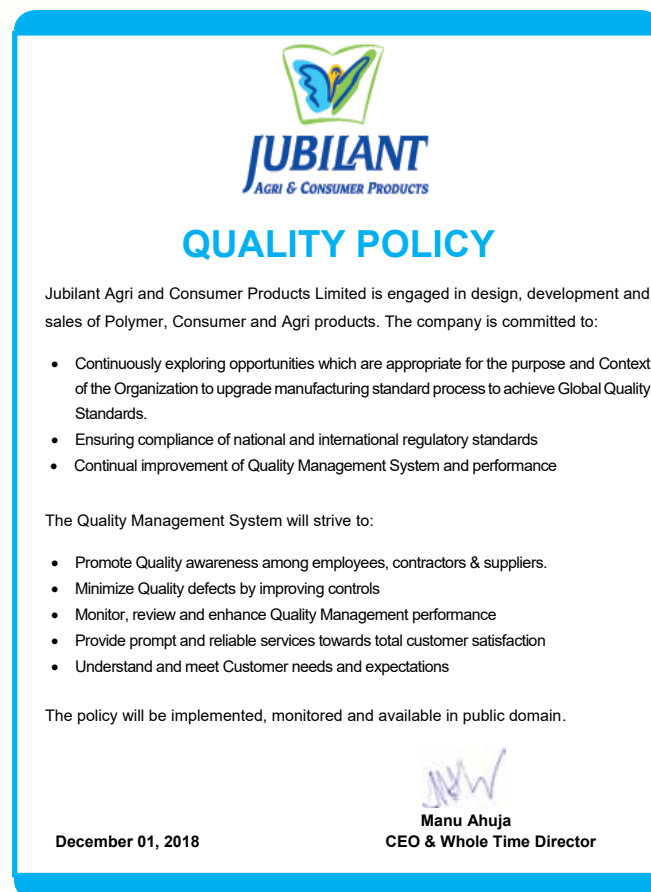 JUBILANT
AGRI & CONSUMER PRODUCTS
QUALITY POLICY
Jubilant Agri and Consumer Products Limited is engaged in design, development and
sales of Polymer, Consumer and Agri products. The company is committed to:
• Continuously exploring opportunities which are appropriate for the purpose and Context
of the Organization to upgrade manufacturing standard process to achieve Global Quality
Standards.
• Ensuring compliance of national and international regulatory standards
• Continual improvement of Quality Management System and performance
The Quality Management System will strive to:
• Promote Quality awareness among employees, contractors & suppliers.
• Minimize Quality defects by improving controls
• Monitor, review and enhance Quality Management performance
• Provide prompt and reliable services towards total customer satisfaction
• Understand and meet Customer needs and expectations
The policy will be implemented, monitored and available in public domain.
Manu Ahuja
December 01, 2018 CEO & Whole Time Director